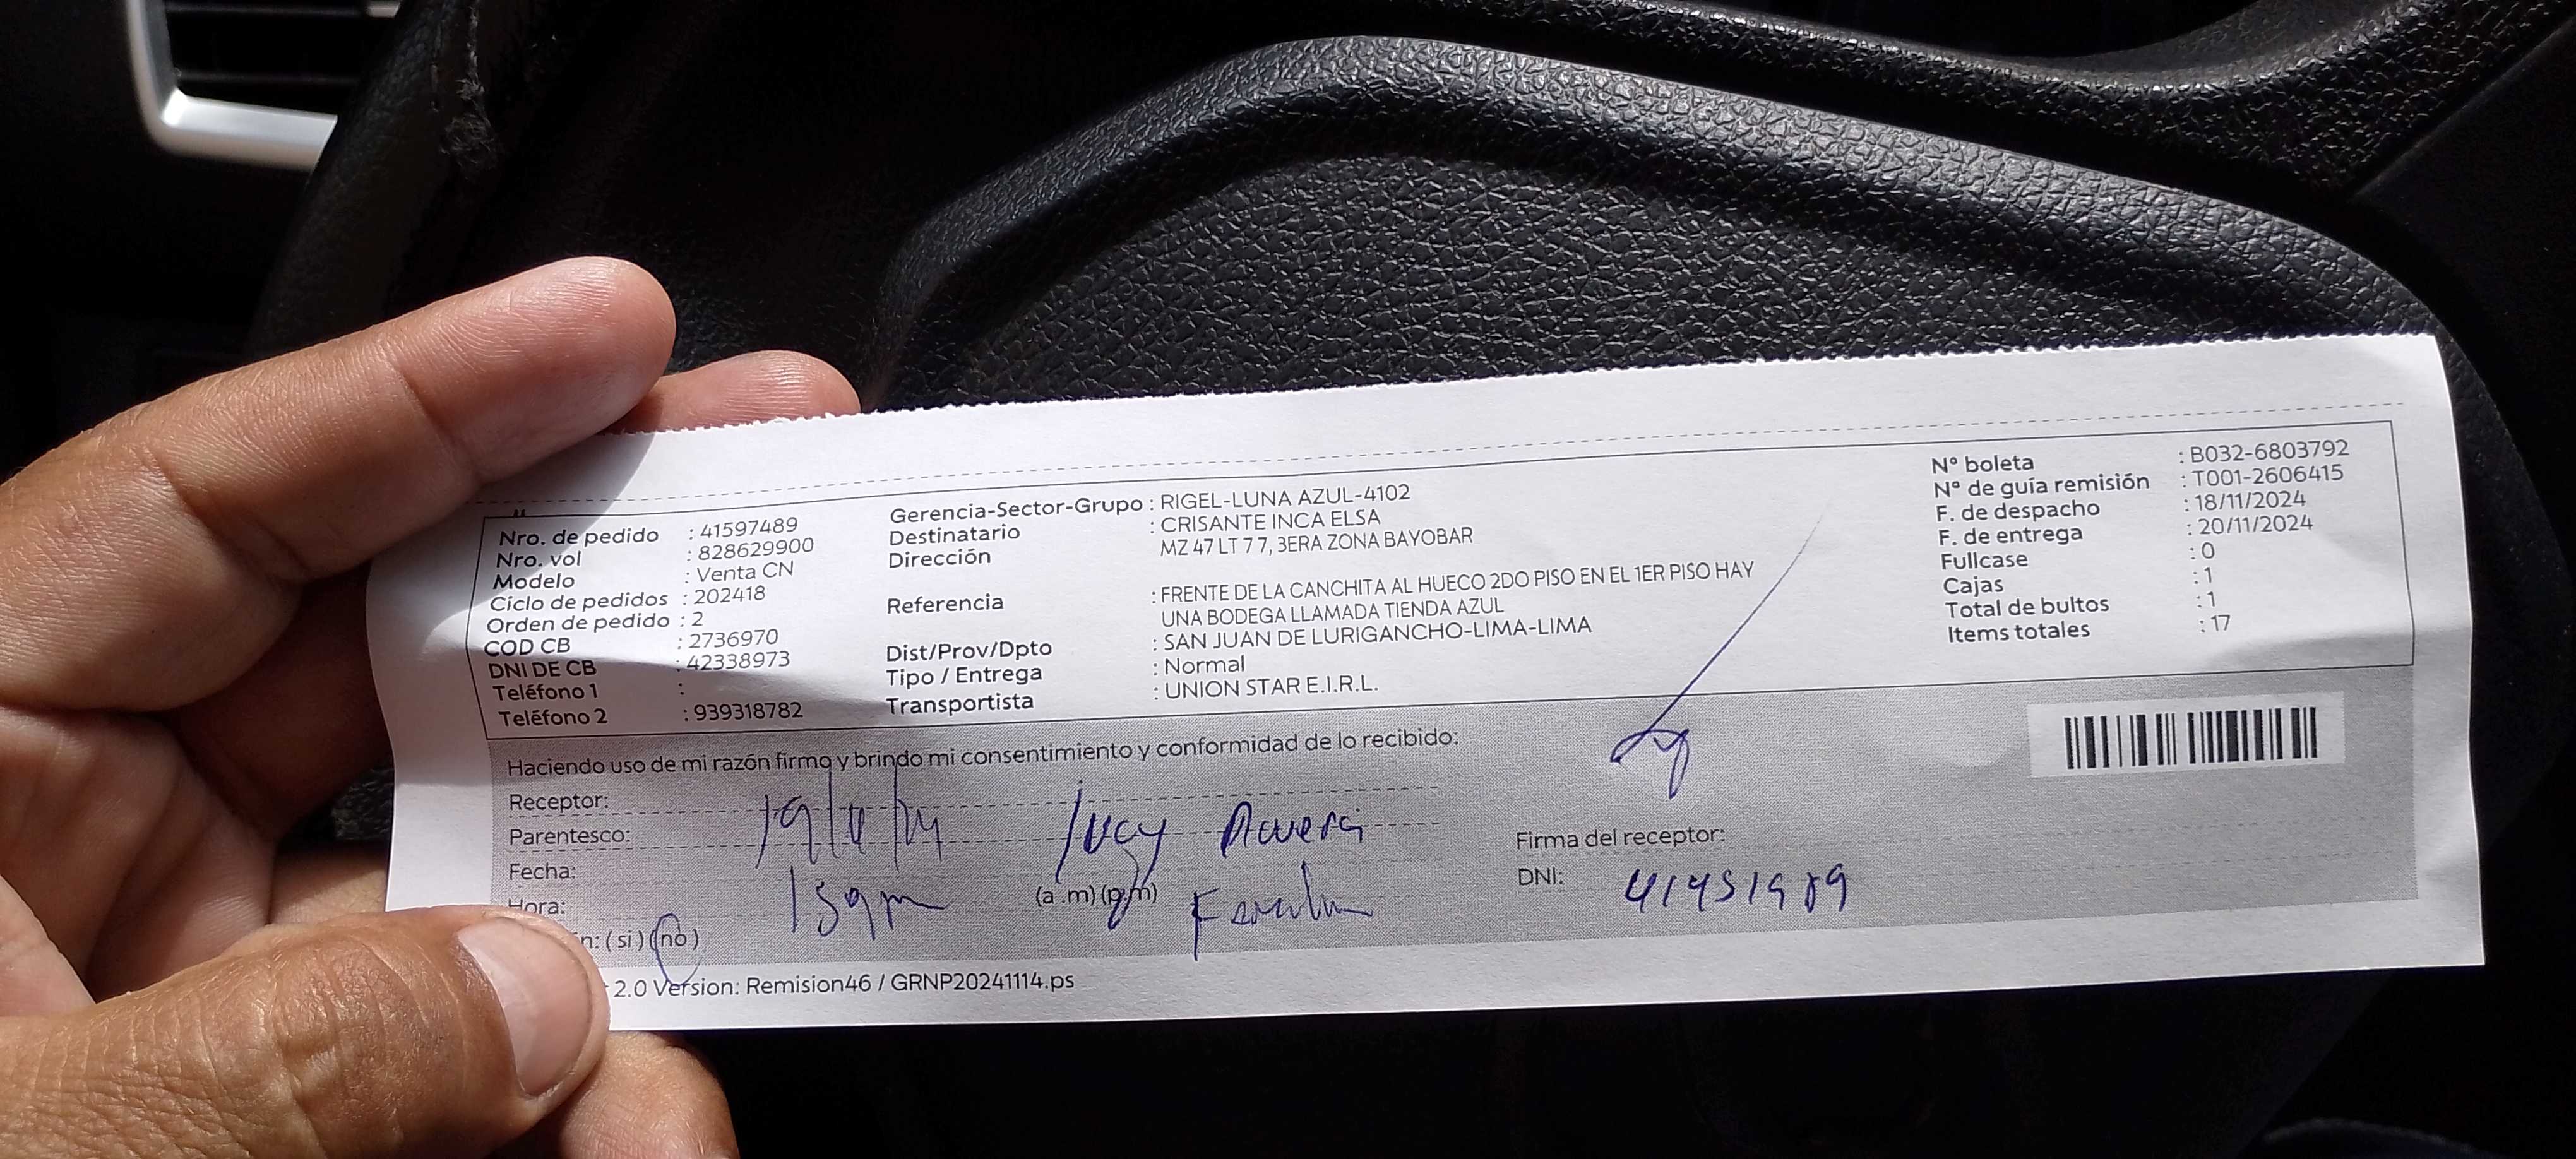 Nro. de pedido : 41597489
Nro. vol : 828629900
Modelo : Venta CN
Ciclo de pedidos : 202418
Orden de pedido : 2
COD CB : 2736970
DNI DE CB : 42338973
Teléfono 1 :
Teléfono 2 : 939318782
Gerencia-Sector-Grupo : RIGEL-LUNA AZUL-4102
Destinatario : CRISANTE INCA ELSA
Dirección MZ 47 LT 7 7, 3ERA ZONA BAYOBAR
Referencia : FRENTE DE LA CANCHITA AL HUECO 2DO PISO EN EL 1ER PISO HAY
UNA BODEGA LLAMADA TIENDA AZUL
Dist/Prov/Dpto : SAN JUAN DE LURIGANCHO-LIMA-LIMA
Tipo / Entrega : Normal
Transportista : UNION STAR E.I.R.L.
Nº boleta : B032-6803792
Nº de guía remisión : T001-2606415
F. de despacho : 18/11/2024
F. de entrega : 20/11/2024
Fullcase : 0
Cajas : 1
Total de bultos : 1
Items totales : 17
Haciendo uso de mi razón firmo y brindo mi consentimiento y conformidad de lo recibido:
Receptor:
Parentesco: Lucy
Fecha:
Hora: (a.m) (p.m)
n: (si) (no)
Firma del receptor:
DNI: 41451989
2.0 Version: Remision46 / GRNP20241114.ps